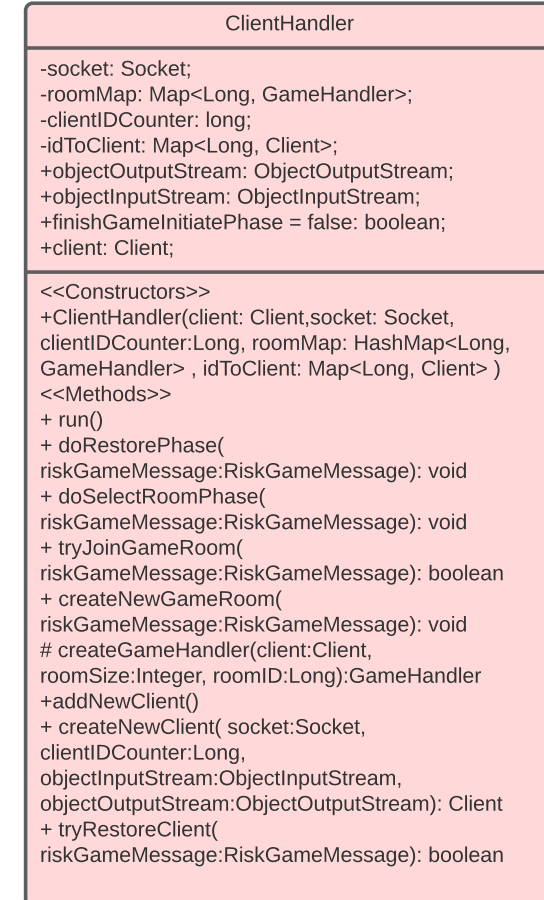 ClientHandler
-socket: Socket;
-roomMap: Map<Long, GameHandler>;
-clientIDCounter: long;
-idToClient: Map<Long, Client>;
+objectOutputStream: ObjectOutputStream;
+objectInputStream: ObjectInputStream;
+finishGameInitiatePhase = false: boolean;
+client: Client;
<<Constructors>>
+ClientHandler(client: Client,socket: Socket,
clientIDCounter:Long, roomMap: HashMap<Long,
GameHandler> , idToClient: Map<Long, Client> )
<<Methods>>
+ run()
+ doRestorePhase(
riskGameMessage:RiskGameMessage): void
+ doSelectRoomPhase(
riskGameMessage:RiskGameMessage): void
+ tryJoinGameRoom(
riskGameMessage:RiskGameMessage): boolean
+ createNewGameRoom(
riskGameMessage:RiskGameMessage): void
# createGameHandler(client:Client,
roomSize:Integer, roomID:Long):GameHandler
+addNewClient()
+ createNewClient( socket:Socket,
clientIDCounter:Long,
objectInputStream:ObjectInputStream,
objectOutputStream:ObjectOutputStream): Client
+ tryRestoreClient(
riskGameMessage:RiskGameMessage): boolean